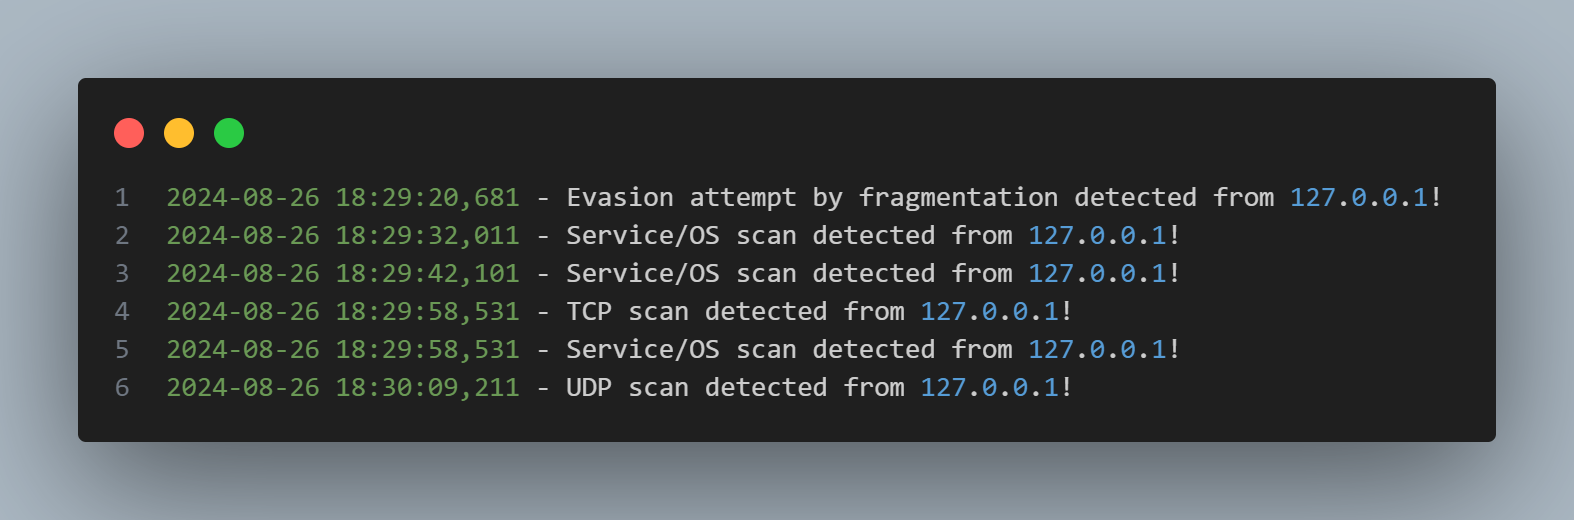 1 2024-08-26 18:29:20,681 - Evasion attempt by fragmentation detected from 127.0.0.1!
2 2024-08-26 18:29:32,011 - Service/OS scan detected from 127.0.0.1!
3 2024-08-26 18:29:42,101 - Service/OS scan detected from 127.0.0.1!
4 2024-08-26 18:29:58,531 - TCP scan detected from 127.0.0.1!
5 2024-08-26 18:29:58,531 - Service/OS scan detected from 127.0.0.1!
6 2024-08-26 18:30:09,211 - UDP scan detected from 127.0.0.1!